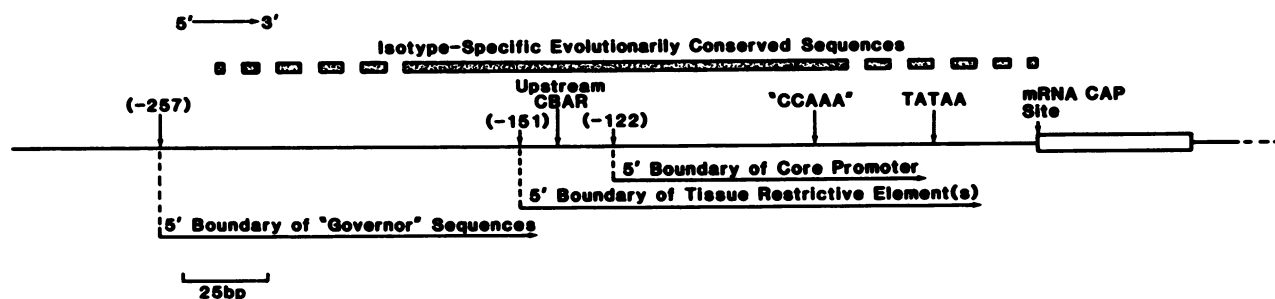 5' 3'
Isotype-Specific Evolutionarily Conserved Sequences
(-257)
(-151)
Upstream
CBAR
(-122)
"CCAAA"
TATAA
mRNA CAP
Site
5' Boundary of Core Promoter
5' Boundary of Tissue Restrictive Element(s)
5' Boundary of "Governor" Sequences
25bp